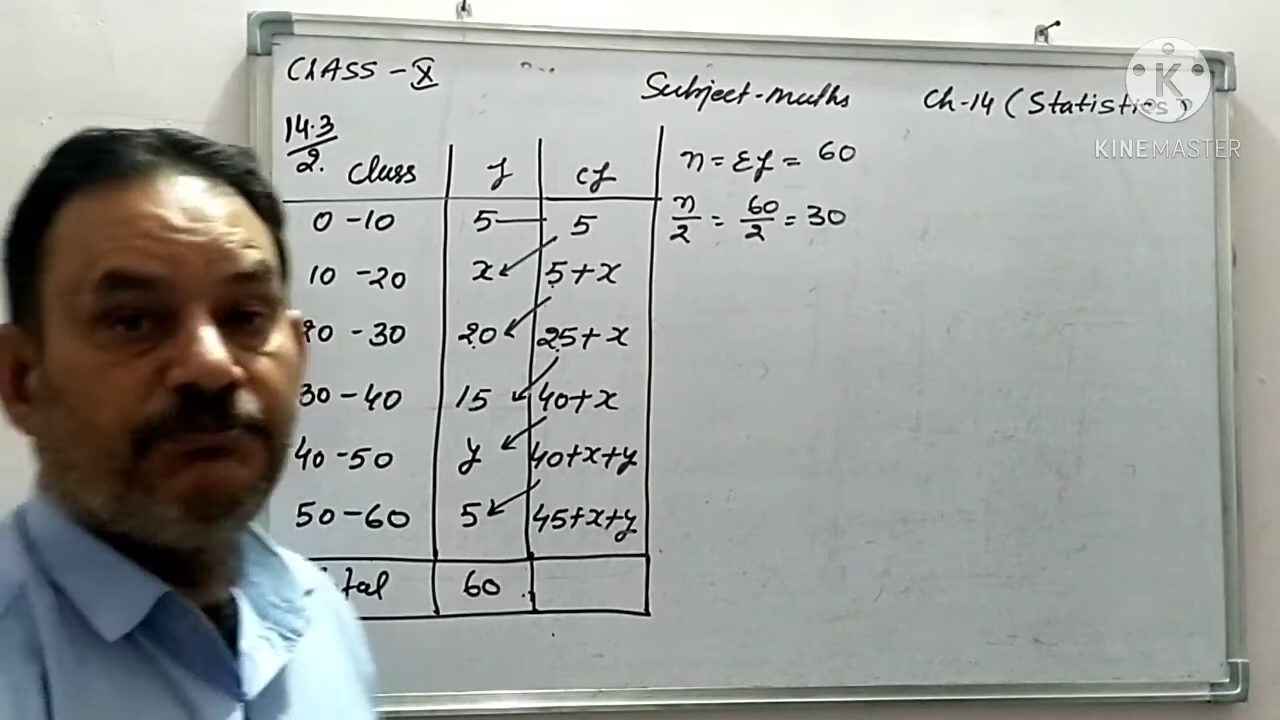 CLASS - X Subject-maths Ch-14 (Statistics)
14.3
2.
Class f cf
0-10 5 5
10-20 x 5+x
20-30 20 25+x
30-40 15 40+x
40-50 y 40+x+y
50-60 5 45+x+y
60
n = Σf = 60
n/2 = 60/2 = 30
K
KINEMASTER